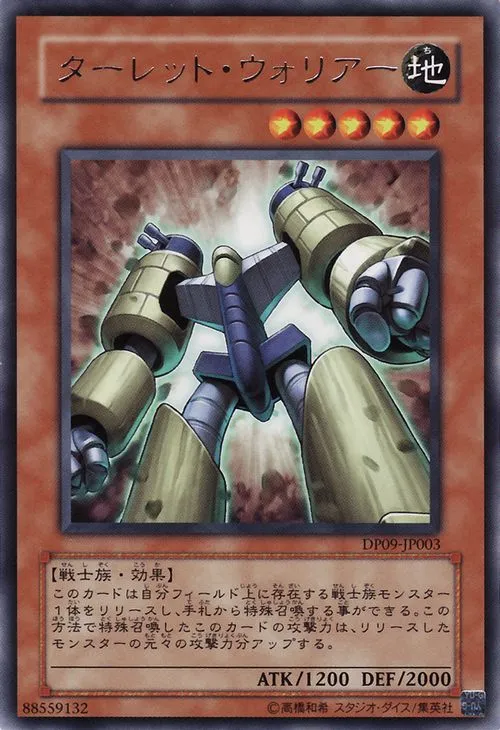 ターレット・ウォリアー
地
ち
DP09-JP003
【戦士族・効果】
このカードは自分フィールド上に存在する戦士族モンスター
1体をリリースし、手札から特殊召喚する事ができる。この
方法で特殊召喚したこのカードの攻撃力は、リリースした
モンスターの元々の攻撃力分アップする。
ATK/1200 DEF/2000
88559132
©高橋和希 スタジオ・ダイス/集英社